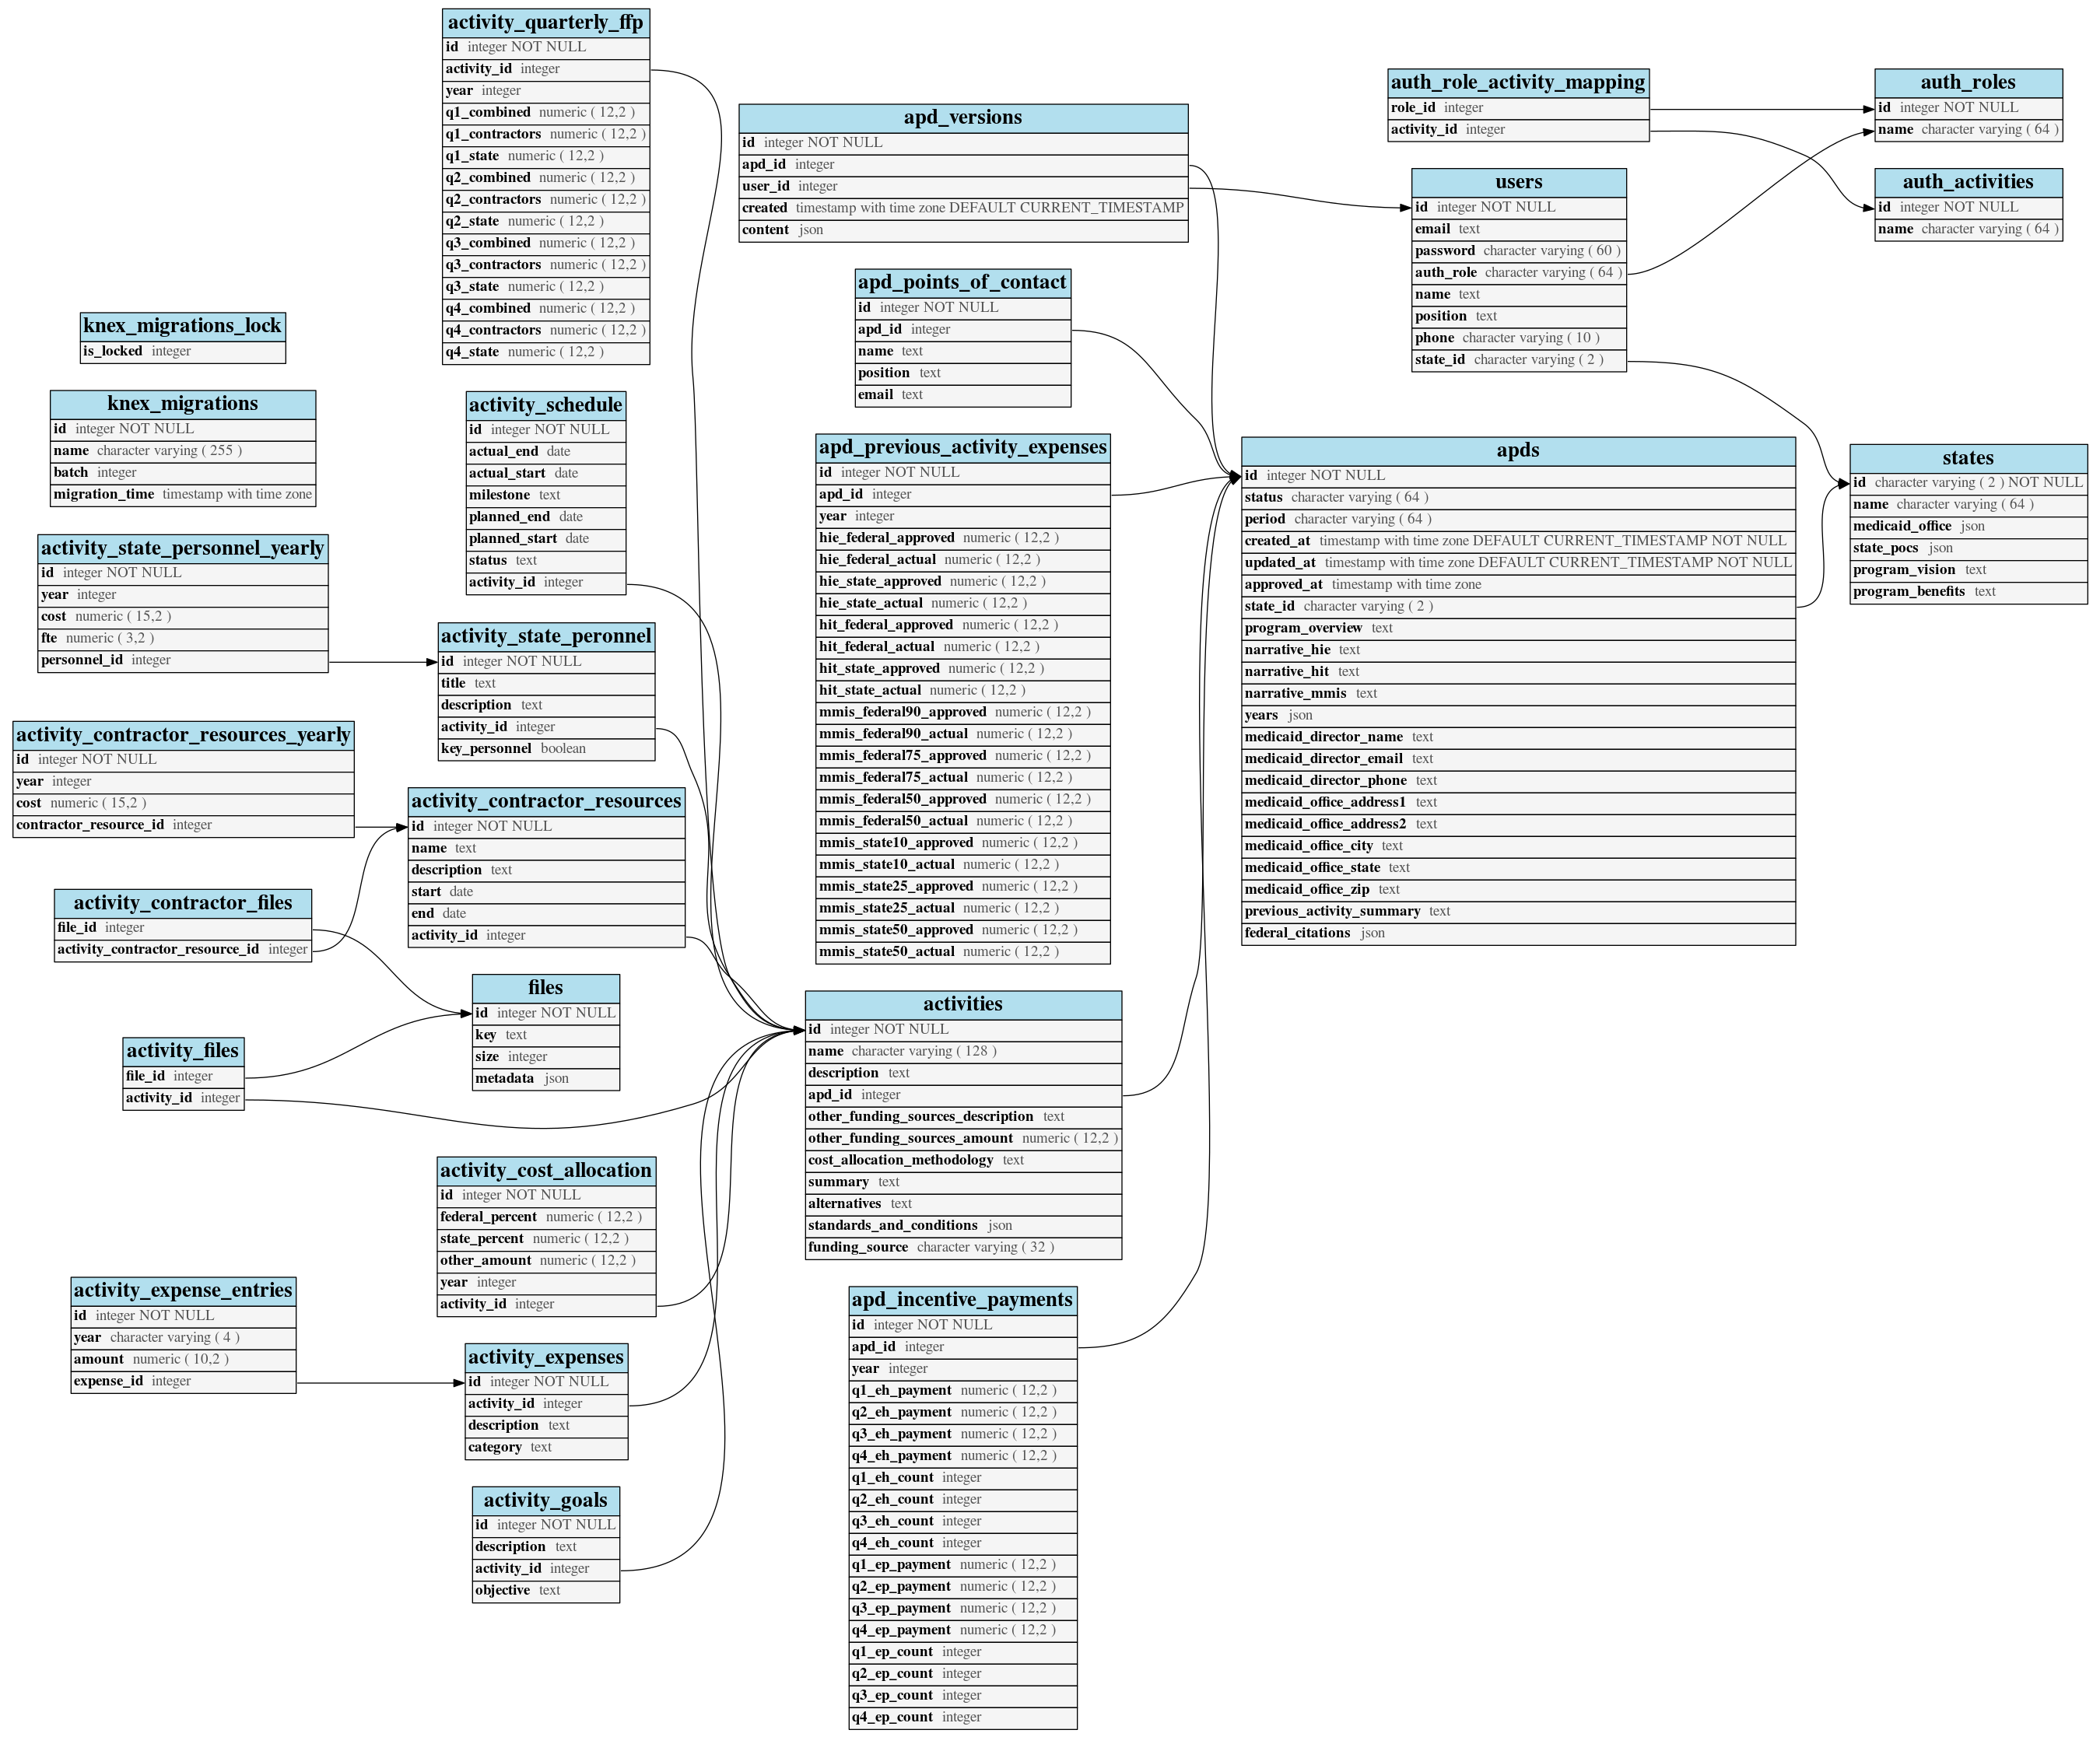 activity_quarterly_ffp
id integer NOT NULL
activity_id integer
year integer
q1_combined numeric ( 12,2 )
q1_contractors numeric ( 12,2 )
q1_state numeric ( 12,2 )
q2_combined numeric ( 12,2 )
q2_contractors numeric ( 12,2 )
q2_state numeric ( 12,2 )
q3_combined numeric ( 12,2 )
q3_contractors numeric ( 12,2 )
q3_state numeric ( 12,2 )
q4_combined numeric ( 12,2 )
q4_contractors numeric ( 12,2 )
q4_state numeric ( 12,2 )
knex_migrations_lock
is_locked integer
knex_migrations
id integer NOT NULL
name character varying ( 255 )
batch integer
migration_time timestamp with time zone
activity_state_personnel_yearly
id integer NOT NULL
year integer
cost numeric ( 15,2 )
fte numeric ( 3,2 )
personnel_id integer
activity_contractor_resources_yearly
id integer NOT NULL
year integer
cost numeric ( 15,2 )
contractor_resource_id integer
activity_contractor_files
file_id integer
activity_contractor_resource_id integer
activity_files
file_id integer
activity_id integer
activity_expense_entries
id integer NOT NULL
year character varying ( 4 )
amount numeric ( 10,2 )
expense_id integer
activity_schedule
id integer NOT NULL
actual_end date
actual_start date
milestone text
planned_end date
planned_start date
status text
activity_id integer
activity_state_peronnel
id integer NOT NULL
title text
description text
activity_id integer
key_personnel boolean
activity_contractor_resources
id integer NOT NULL
name text
description text
start date
end date
activity_id integer
files
id integer NOT NULL
key text
size integer
metadata json
activity_cost_allocation
id integer NOT NULL
federal_percent numeric ( 12,2 )
state_percent numeric ( 12,2 )
other_amount numeric ( 12,2 )
year integer
activity_id integer
activity_expenses
id integer NOT NULL
activity_id integer
description text
category text
activity_goals
id integer NOT NULL
description text
activity_id integer
objective text
apd_versions
id integer NOT NULL
apd_id integer
user_id integer
created timestamp with time zone DEFAULT CURRENT_TIMESTAMP
content json
apd_points_of_contact
id integer NOT NULL
apd_id integer
name text
position text
email text
apd_previous_activity_expenses
id integer NOT NULL
apd_id integer
year integer
hie_federal_approved numeric ( 12,2 )
hie_federal_actual numeric ( 12,2 )
hie_state_approved numeric ( 12,2 )
hie_state_actual numeric ( 12,2 )
hit_federal_approved numeric ( 12,2 )
hit_federal_actual numeric ( 12,2 )
hit_state_approved numeric ( 12,2 )
hit_state_actual numeric ( 12,2 )
mmis_federal90_approved numeric ( 12,2 )
mmis_federal90_actual numeric ( 12,2 )
mmis_federal75_approved numeric ( 12,2 )
mmis_federal75_actual numeric ( 12,2 )
mmis_federal50_approved numeric ( 12,2 )
mmis_federal50_actual numeric ( 12,2 )
mmis_state10_approved numeric ( 12,2 )
mmis_state10_actual numeric ( 12,2 )
mmis_state25_approved numeric ( 12,2 )
mmis_state25_actual numeric ( 12,2 )
mmis_state50_approved numeric ( 12,2 )
mmis_state50_actual numeric ( 12,2 )
activities
id integer NOT NULL
name character varying ( 128 )
description text
apd_id integer
other_funding_sources_description text
other_funding_sources_amount numeric ( 12,2 )
cost_allocation_methodology text
summary text
alternatives text
standards_and_conditions json
funding_source character varying ( 32 )
apd_incentive_payments
id integer NOT NULL
apd_id integer
year integer
q1_eh_payment numeric ( 12,2 )
q2_eh_payment numeric ( 12,2 )
q3_eh_payment numeric ( 12,2 )
q4_eh_payment numeric ( 12,2 )
q1_eh_count integer
q2_eh_count integer
q3_eh_count integer
q4_eh_count integer
q1_ep_payment numeric ( 12,2 )
q2_ep_payment numeric ( 12,2 )
q3_ep_payment numeric ( 12,2 )
q4_ep_payment numeric ( 12,2 )
q1_ep_count integer
q2_ep_count integer
q3_ep_count integer
q4_ep_count integer
auth_role_activity_mapping
role_id integer
activity_id integer
users
id integer NOT NULL
email text
password character varying ( 60 )
auth_role character varying ( 64 )
name text
position text
phone character varying ( 10 )
state_id character varying ( 2 )
apds
id integer NOT NULL
status character varying ( 64 )
period character varying ( 64 )
created_at timestamp with time zone DEFAULT CURRENT_TIMESTAMP NOT NULL
updated_at timestamp with time zone DEFAULT CURRENT_TIMESTAMP NOT NULL
approved_at timestamp with time zone
state_id character varying ( 2 )
program_overview text
narrative_hie text
narrative_hit text
narrative_mmis text
years json
medicaid_director_name text
medicaid_director_email text
medicaid_director_phone text
medicaid_office_address1 text
medicaid_office_address2 text
medicaid_office_city text
medicaid_office_state text
medicaid_office_zip text
previous_activity_summary text
federal_citations json
auth_roles
id integer NOT NULL
name character varying ( 64 )
auth_activities
id integer NOT NULL
name character varying ( 64 )
states
id character varying ( 2 ) NOT NULL
name character varying ( 64 )
medicaid_office json
state_pocs json
program_vision text
program_benefits text